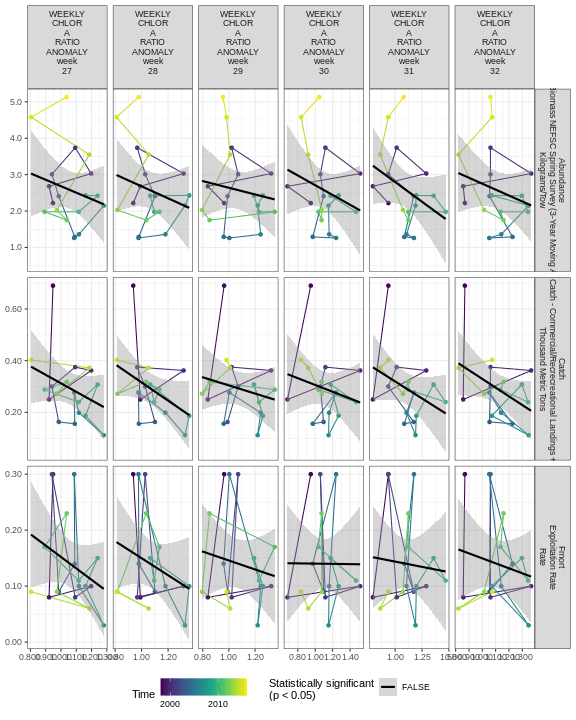 WEEKLY
CHLOR
A
RATIO
ANOMALY
week
27
WEEKLY
CHLOR
A
RATIO
ANOMALY
week
28
WEEKLY
CHLOR
A
RATIO
ANOMALY
week
29
WEEKLY
CHLOR
A
RATIO
ANOMALY
week
30
WEEKLY
CHLOR
A
RATIO
ANOMALY
week
31
WEEKLY
CHLOR
A
RATIO
ANOMALY
week
32
5.0
4.0
3.0
2.0
1.0
Abundance
Biomass NEFSC Spring Survey (3-Year Moving
Kilograms/Tow
0.60
0.40
0.20
Catch
Catch - Commercial/Recrecreational Landings +
Thousand Metric Tons
0.30
0.20
0.10
0.00
Fmort
Exploitation Rate
Rate
0.80 1.00 1.20
0.80 1.00 1.20
0.80 1.00 1.20 1.40
1.00 1.25
Time
2000 2010
Statistically significant
(p < 0.05)
FALSE